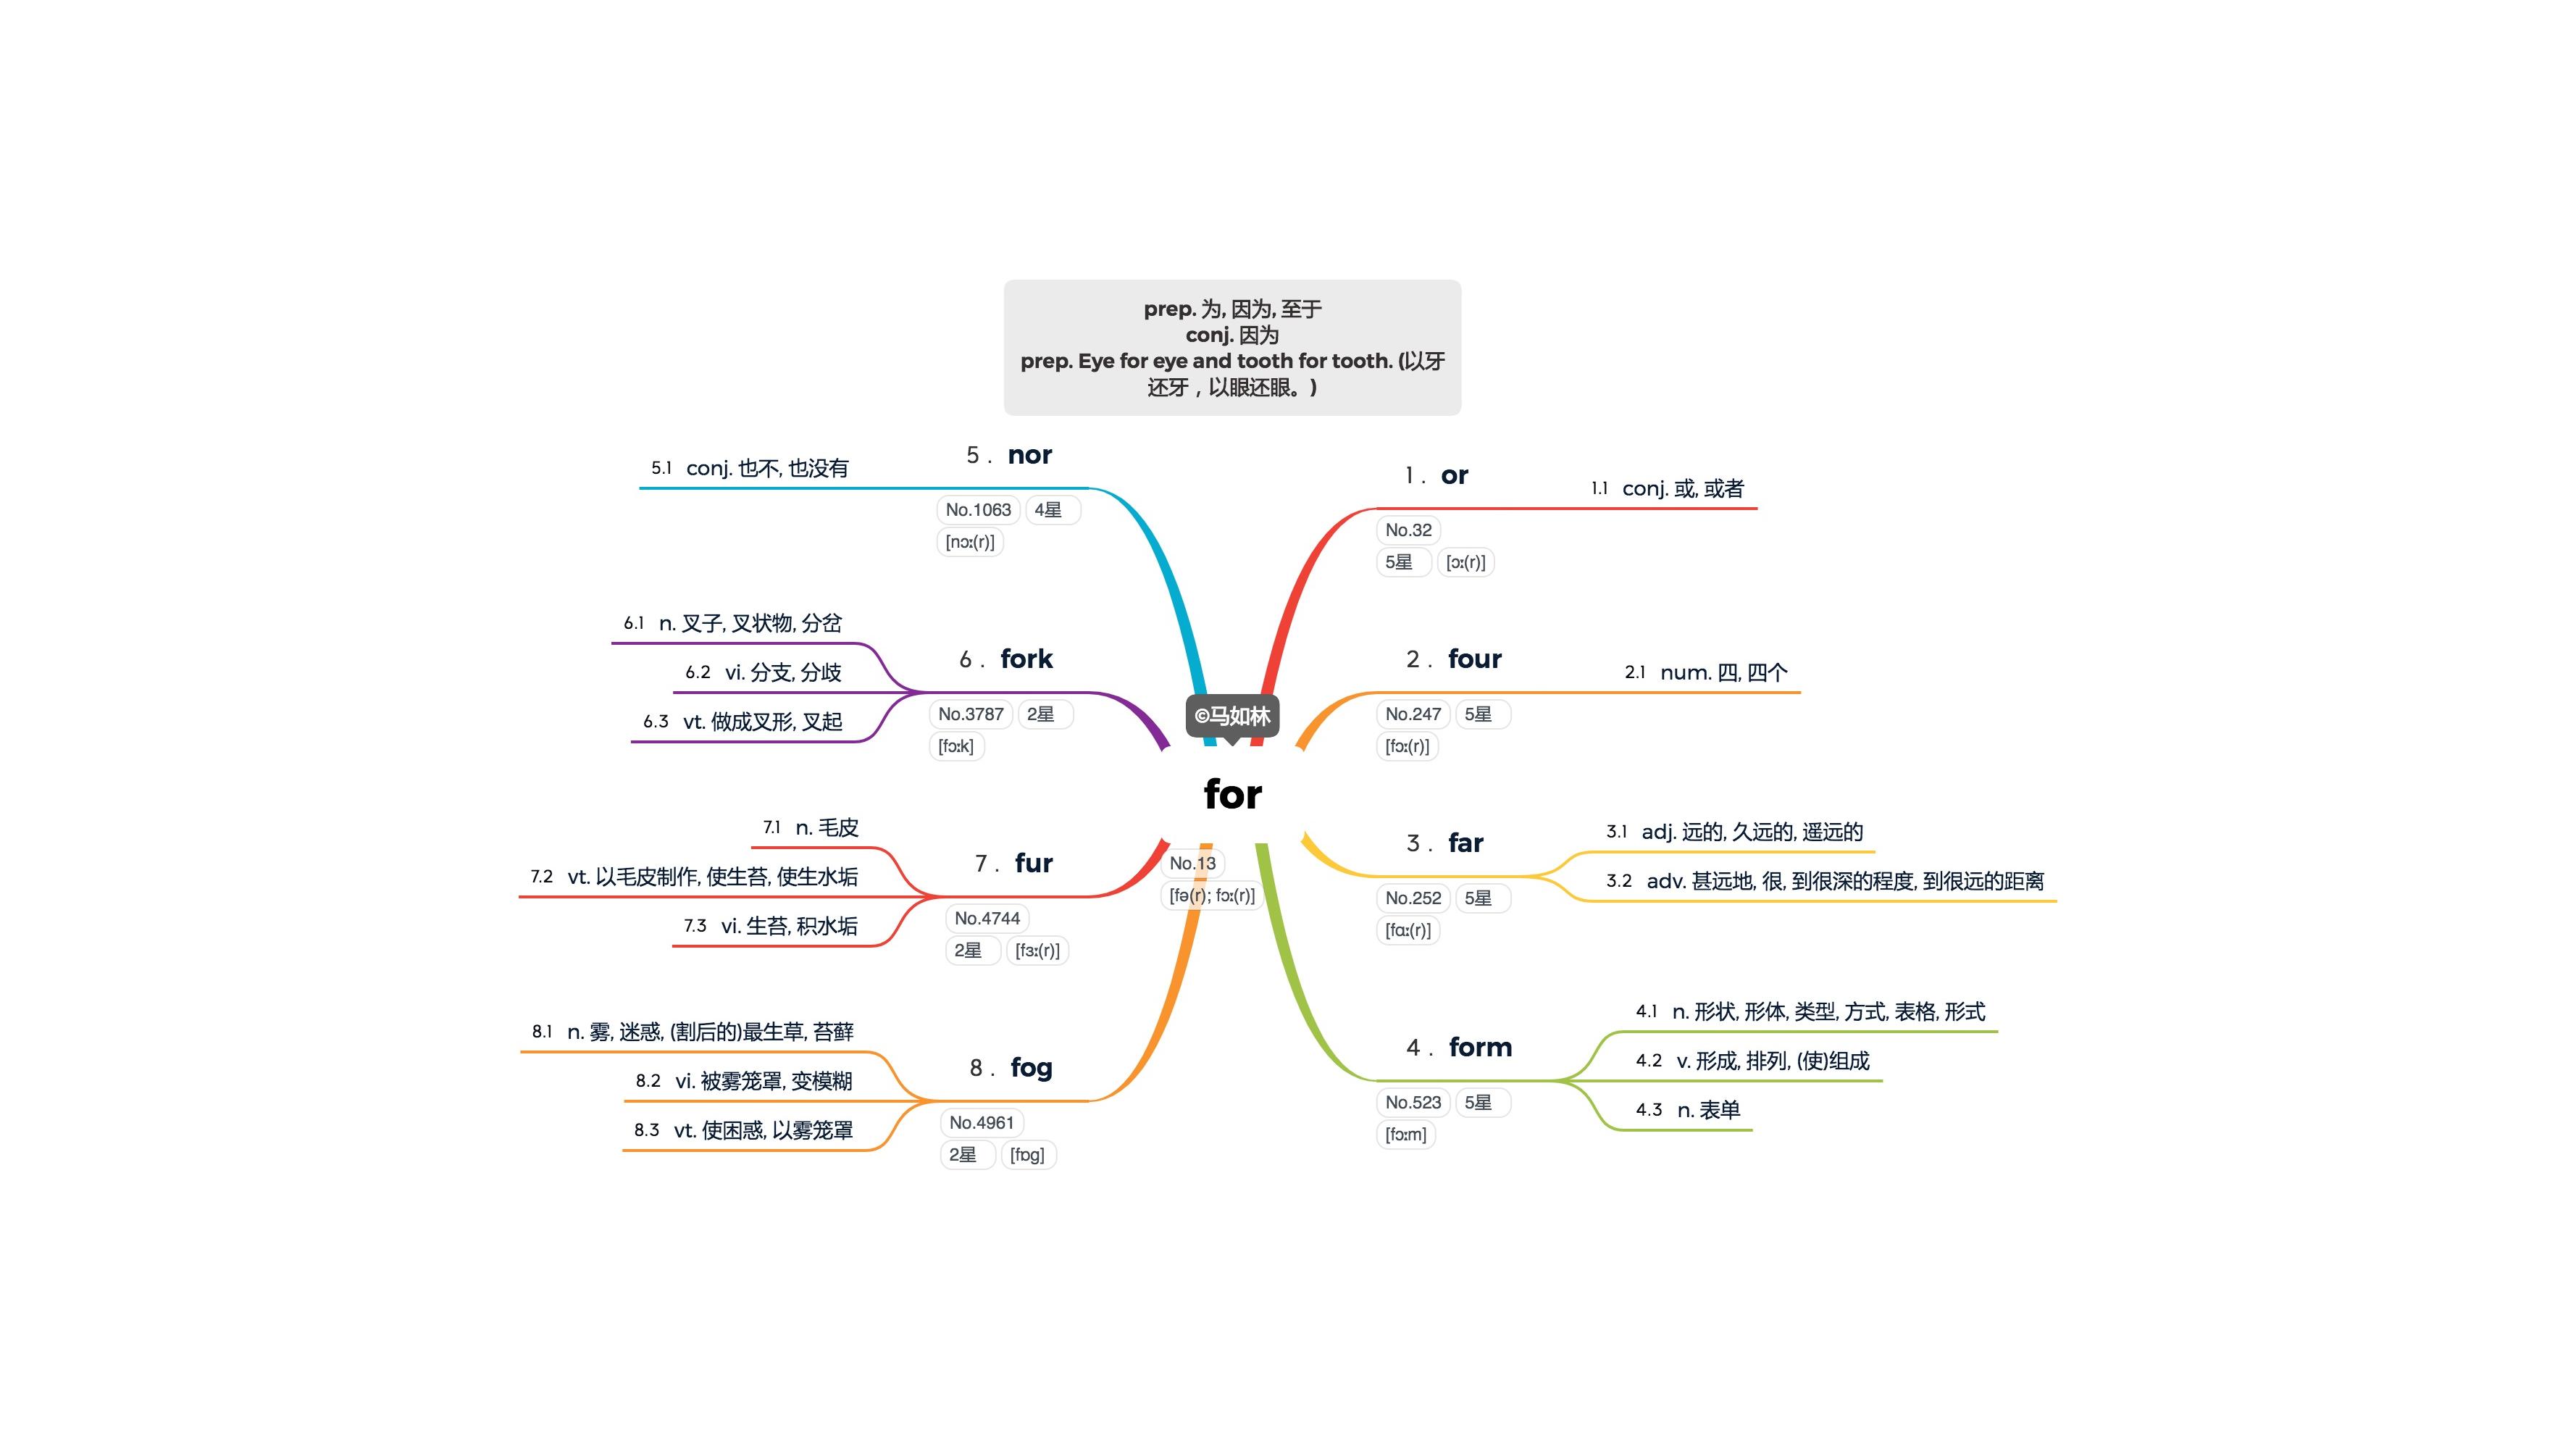 prep. 为, 因为, 至于
conj. 因为
prep. Eye for eye and tooth for tooth. (以牙
还牙，以眼还眼。)
©马如林
for
No.13
[fə(r); fɔː(r)]
1. or
No.32
5星 [ɔː(r)]
1.1 conj. 或, 或者
2. four
No.247 5星
[fɔː(r)]
2.1 num. 四, 四个
3. far
No.252 5星
[fɑː(r)]
3.1 adj. 远的, 久远的, 遥远的
3.2 adv. 甚远地, 很, 到很深的程度, 到很远的距离
4. form
No.523 5星
[fɔːm]
4.1 n. 形状, 形体, 类型, 方式, 表格, 形式
4.2 v. 形成, 排列, (使)组成
4.3 n. 表单
5. nor
No.1063 4星
[nɔː(r)]
5.1 conj. 也不, 也没有
6. fork
No.3787 2星
[fɔːk]
6.1 n. 叉子, 叉状物, 分岔
6.2 vi. 分支, 分歧
6.3 vt. 做成叉形, 叉起
7. fur
No.4744
2星 [fɜː(r)]
7.1 n. 毛皮
7.2 vt. 以毛皮制作, 使生苔, 使生水垢
7.3 vi. 生苔, 积水垢
8. fog
No.4961
2星 [fɒg]
8.1 n. 雾, 迷惑, (割后的)最生草, 苔藓
8.2 vi. 被雾笼罩, 变模糊
8.3 vt. 使困惑, 以雾笼罩